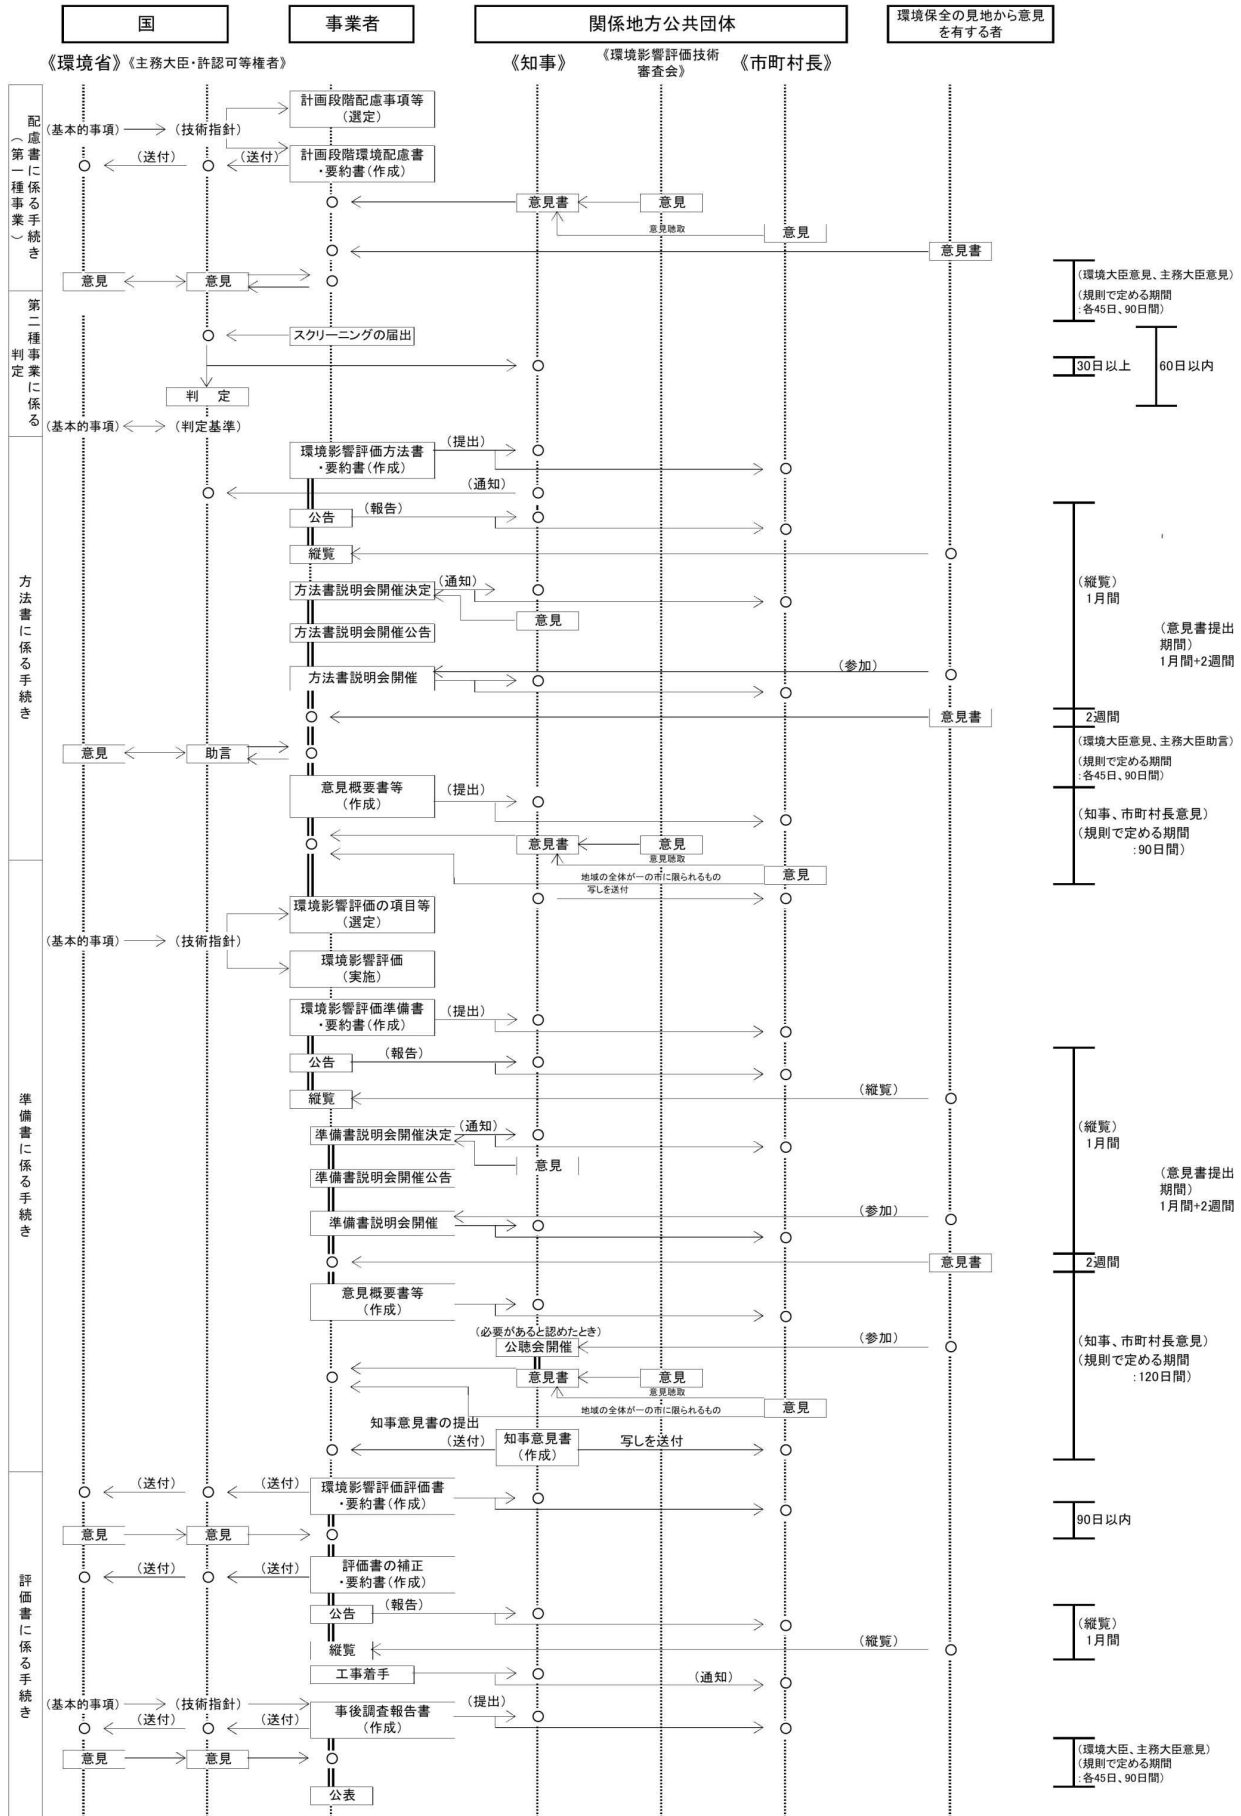 国
事業者
関係地方公共団体
環境保全の見地から意見
を有する者
《環境省》
《主務大臣・許認可等権者》
《知事》
《環境影響評価技術
審査会》
《市町村長》
配慮書に係る手続き
(第一種事業)
計画段階配慮事項等
(選定)
(基本的事項)
(技術指針)
計画段階環境配慮書
・要約書(作成)
(送付)
(送付)
意見書
意見
意見聴取
意見
意見書
意見
意見
(環境大臣意見、主務大臣意見)
(規則で定める期間
:各45日、90日間)
第二種事業に係る
判定
スクリーニングの届出
30日以上
60日以内
判 定
(基本的事項)
(判定基準)
方法書に係る手続き
環境影響評価方法書
・要約書(作成)
(提出)
(通知)
公告
(報告)
縦覧
方法書説明会開催決定
(通知)
意見
方法書説明会開催公告
(縦覧)
1月間
(意見書提出
期間)
1月間+2週間
方法書説明会開催
(参加)
意見書
2週間
意見
助言
(環境大臣意見、主務大臣助言)
(規則で定める期間
:各45日、90日間)
意見概要書等
(作成)
(提出)
(知事、市町村長意見)
(規則で定める期間
:90日間)
意見書
意見
意見聴取
地域の全体が一の市に限られるもの
意見
写しを送付
準備書に係る手続き
環境影響評価の項目等
(選定)
(基本的事項)
(技術指針)
環境影響評価
(実施)
環境影響評価準備書
・要約書(作成)
(提出)
公告
(報告)
縦覧
(縦覧)
準備書説明会開催決定
(通知)
意見
準備書説明会開催公告
(縦覧)
1月間
(意見書提出
期間)
1月間+2週間
準備書説明会開催
(参加)
意見書
2週間
意見概要書等
(作成)
(必要があると認めたとき)
公聴会開催
(参加)
(知事、市町村長意見)
(規則で定める期間
:120日間)
意見書
意見
意見聴取
地域の全体が一の市に限られるもの
意見
知事意見書の提出
(送付)
知事意見書
(作成)
写しを送付
評価書に係る手続き
環境影響評価評価書
・要約書(作成)
(送付)
(送付)
意見
意見
90日以内
評価書の補正
・要約書(作成)
(送付)
(送付)
公告
(報告)
縦覧
(縦覧)
(縦覧)
1月間
工事着手
(通知)
(基本的事項)
(技術指針)
事後調査報告書
(作成)
(提出)
(送付)
(送付)
意見
意見
(環境大臣、主務大臣意見)
(規則で定める期間
:各45日、90日間)
公表